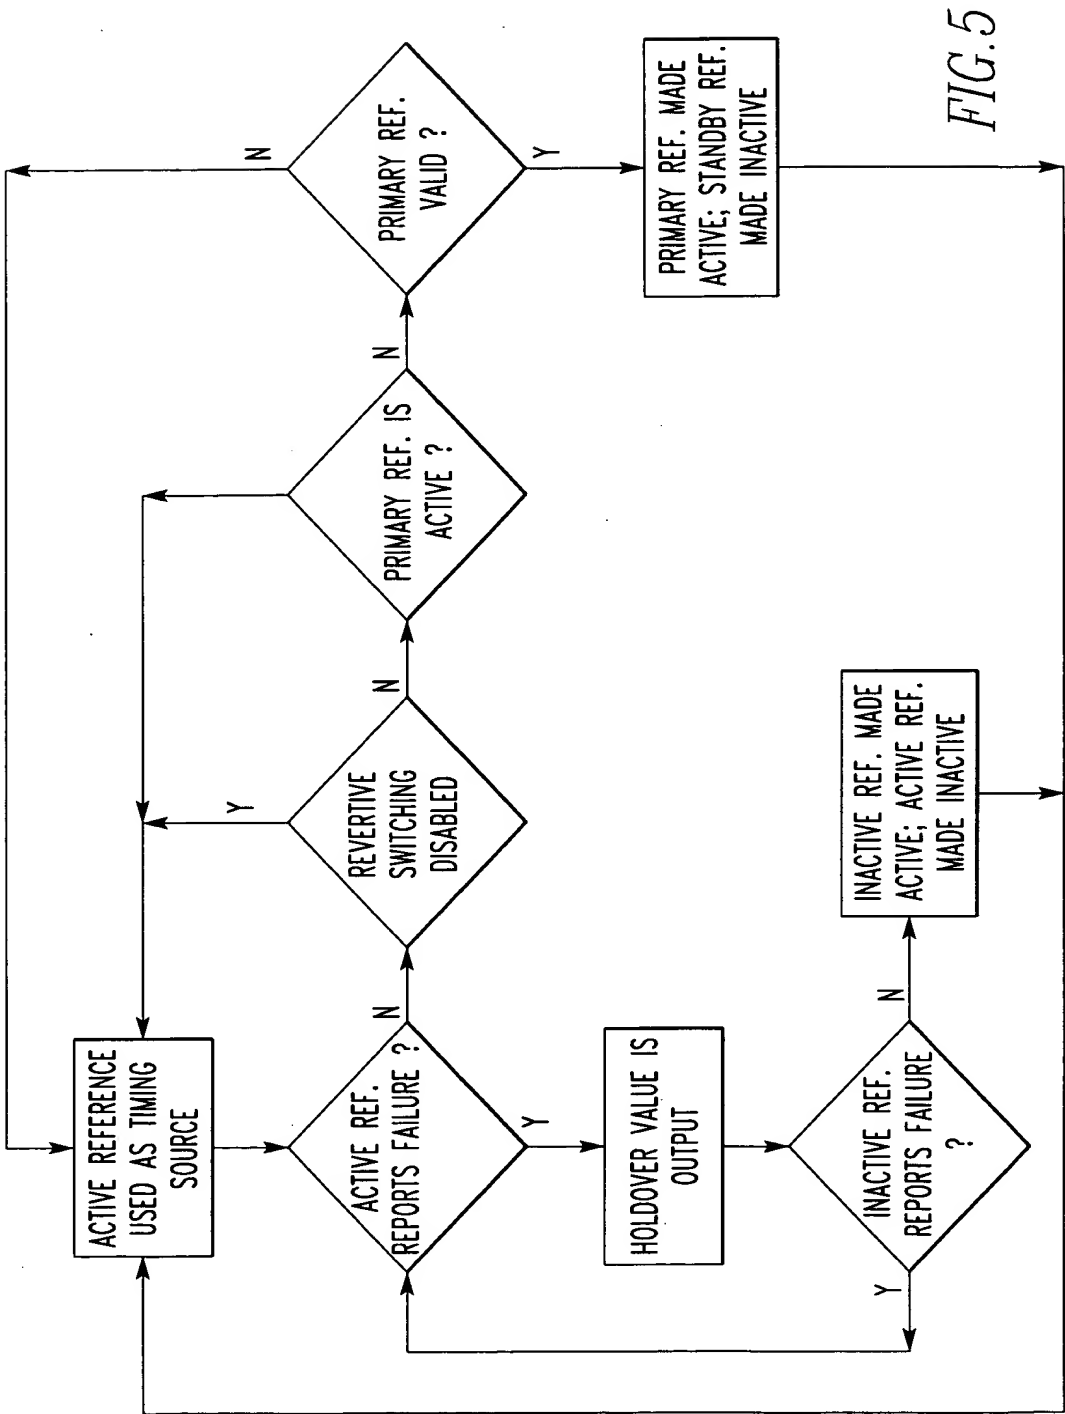 ACTIVE REFERENCE
USED AS TIMING
SOURCE
ACTIVE REF.
REPORTS FAILURE ?
N
Y
REVERTIVE
SWITCHING
DISABLED
Y
N
PRIMARY REF. IS
ACTIVE ?
N
PRIMARY REF.
VALID ?
N
Y
HOLDOVER VALUE IS
OUTPUT
INACTIVE REF.
REPORTS FAILURE
?
Y
N
INACTIVE REF. MADE
ACTIVE; ACTIVE REF.
MADE INACTIVE
PRIMARY REF. MADE
ACTIVE; STANDBY REF.
MADE INACTIVE
FIG.5